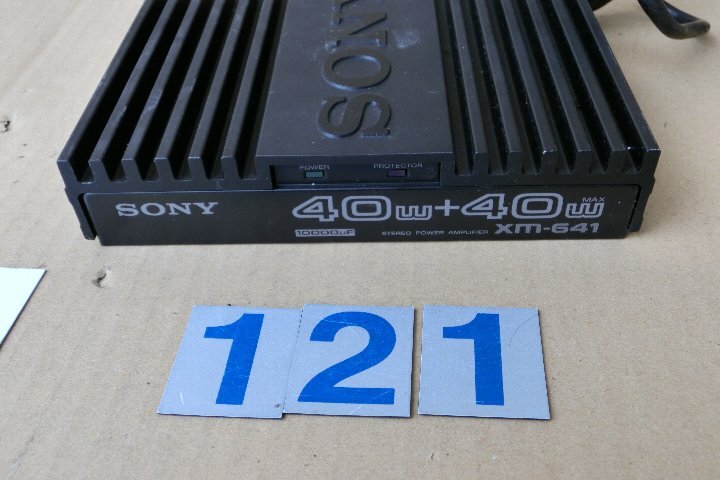 SONY
POWER PROTECTOR
SONY 40W+40W MAX
10000µF STEREO POWER AMPLIFIER XM-641
121